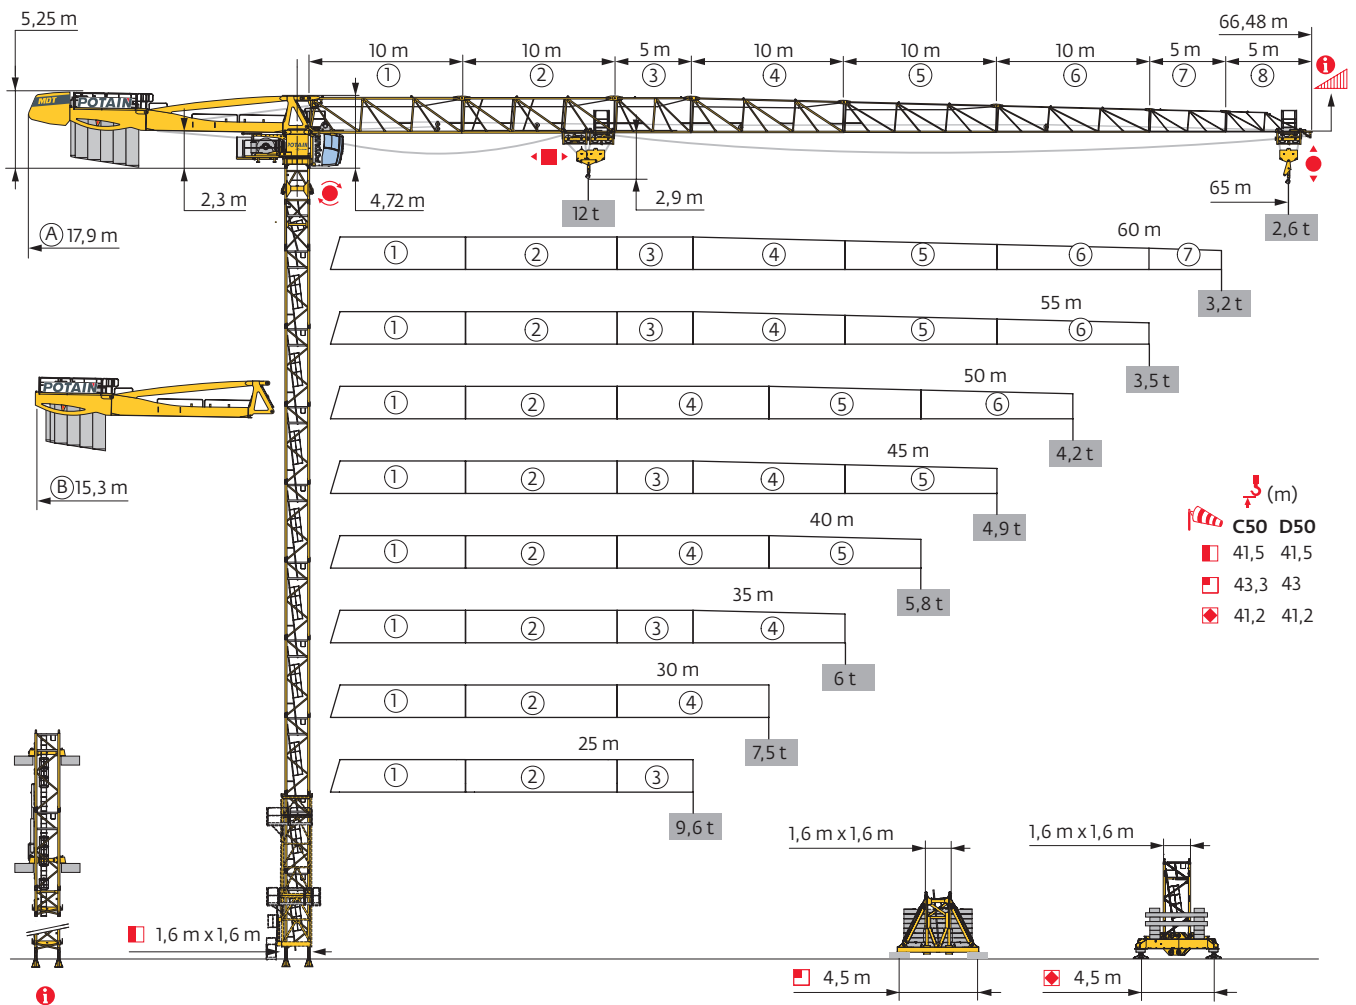 5,25 m
66,48 m
10 m 10 m 5 m 10 m 10 m 10 m 5 m 5 m
1 2 3 4 5 6 7 8
i
MDT POTAIN
POTAIN
2,3 m
4,72 m
2,9 m
65 m
12 t
2,6 t
A 17,9 m
60 m
1 2 3 4 5 6 7
3,2 t
55 m
1 2 3 4 5 6
3,5 t
POTAIN
50 m
1 2 4 5 6
4,2 t
B 15,3 m
45 m
1 2 3 4 5
4,9 t
(m)
C50 D50
41,5 41,5
43,3 43
41,2 41,2
40 m
1 2 4 5
5,8 t
35 m
1 2 3 4
6 t
30 m
1 2 4
7,5 t
25 m
1 2 3
9,6 t
1,6 m x 1,6 m
1,6 m x 1,6 m
1,6 m x 1,6 m
4,5 m
4,5 m
i